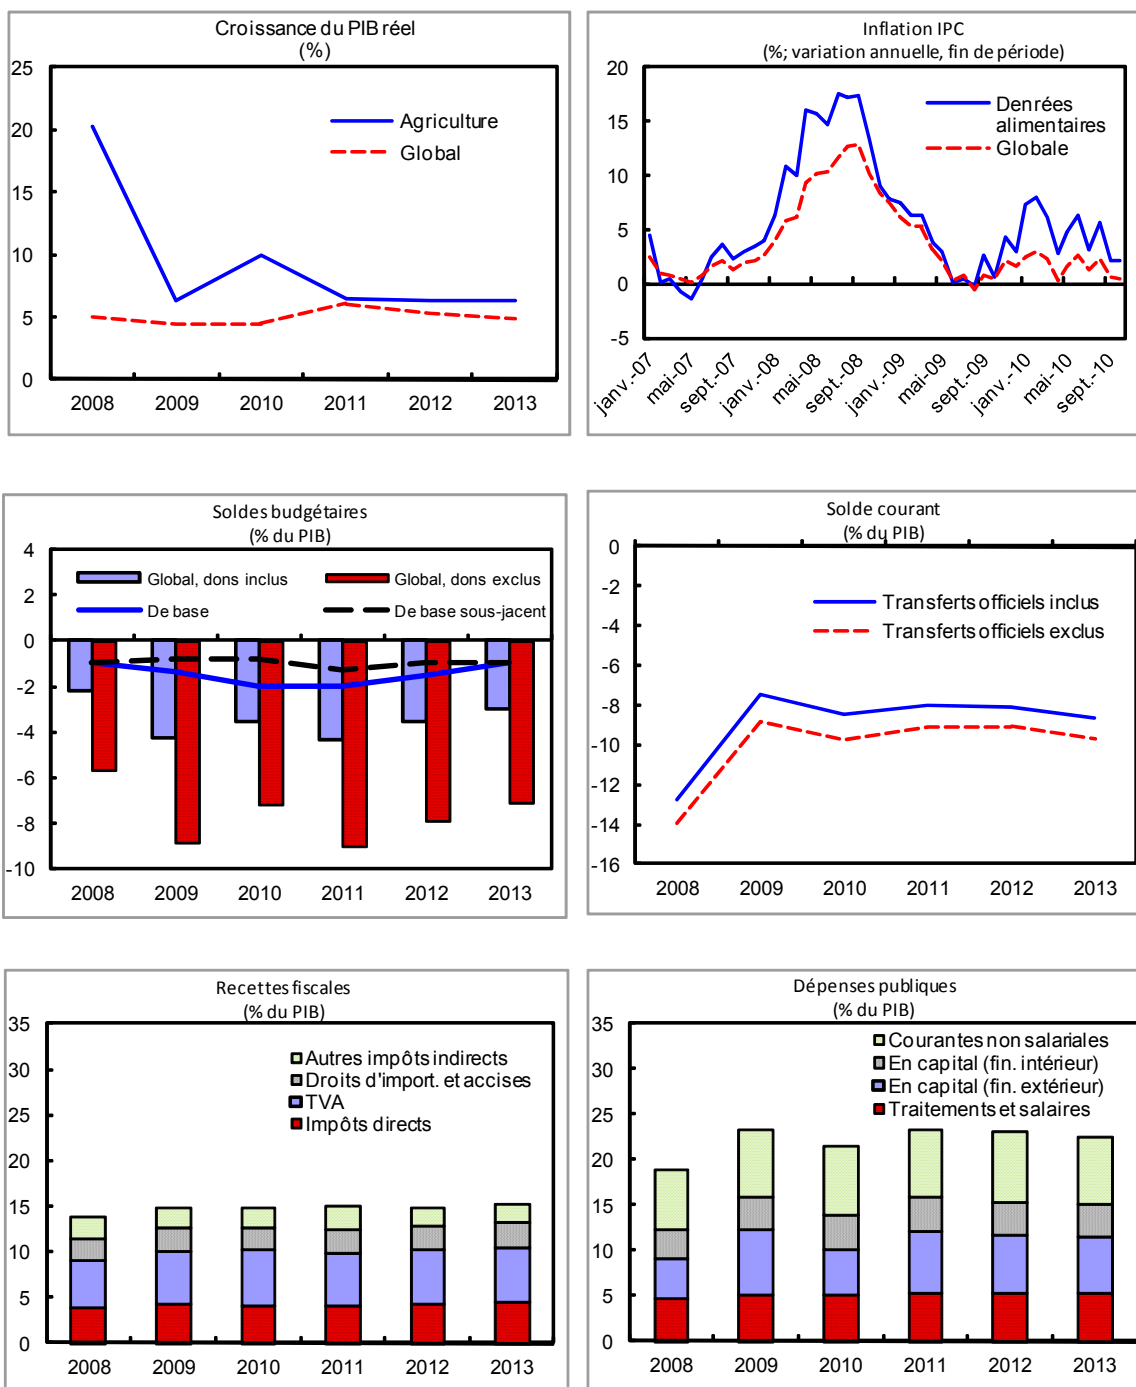 Croissance du PIB réel
(%)
25
20
15
10
5
0
Agriculture
Global
2008 2009 2010 2011 2012 2013
Inflation IPC
(%; variation annuelle, fin de période)
20
15
10
5
0
-5
Denrées
alimentaires
Globale
janv.-07 mai-07 sept.-07 janv.-08 mai-08 sept.-08 janv.-09 mai-09 sept.-09 janv.-10 mai-10 sept.-10
Soldes budgétaires
(% du PIB)
4
2
0
-2
-4
-6
-8
-10
Global, dons inclus Global, dons exclus
De base De base sous-jacent
2008 2009 2010 2011 2012 2013
Solde courant
(% du PIB)
0
-2
-4
-6
-8
-10
-12
-14
-16
Transferts officiels inclus
Transferts officiels exclus
2008 2009 2010 2011 2012 2013
Recettes fiscales
(% du PIB)
35
30
25
20
15
10
5
0
Autres impôts indirects
Droits d'import. et accises
TVA
Impôts directs
2008 2009 2010 2011 2012 2013
Dépenses publiques
(% du PIB)
35
30
25
20
15
10
5
0
Courantes non salariales
En capital (fin. intérieur)
En capital (fin. extérieur)
Traitements et salaires
2008 2009 2010 2011 2012 2013